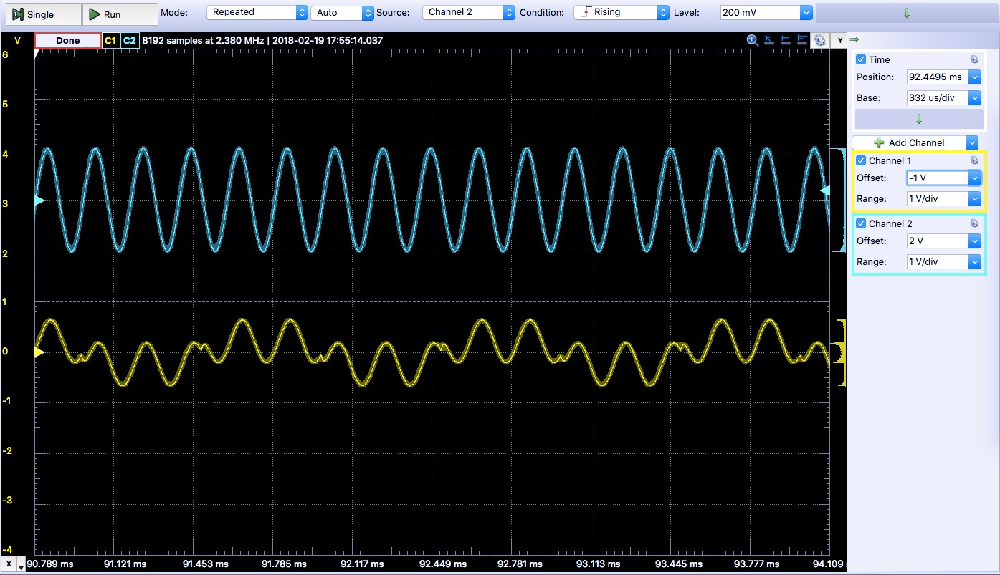 Single Run Mode: Repeated Auto Source: Channel 2 Condition: Rising Level: 200 mV
V Done C1 C2 8192 samples at 2.380 MHz | 2018-02-19 17:55:14.037 Y
6
5
4
3
2
1
0
-1
-2
-3
-4
X 90.789 ms 91.121 ms 91.453 ms 91.785 ms 92.117 ms 92.449 ms 92.781 ms 93.113 ms 93.445 ms 93.777 ms 94.109
Time
Position: 92.4495 ms
Base: 332 us/div
Add Channel
Channel 1
Offset: -1 V
Range: 1 V/div
Channel 2
Offset: 2 V
Range: 1 V/div